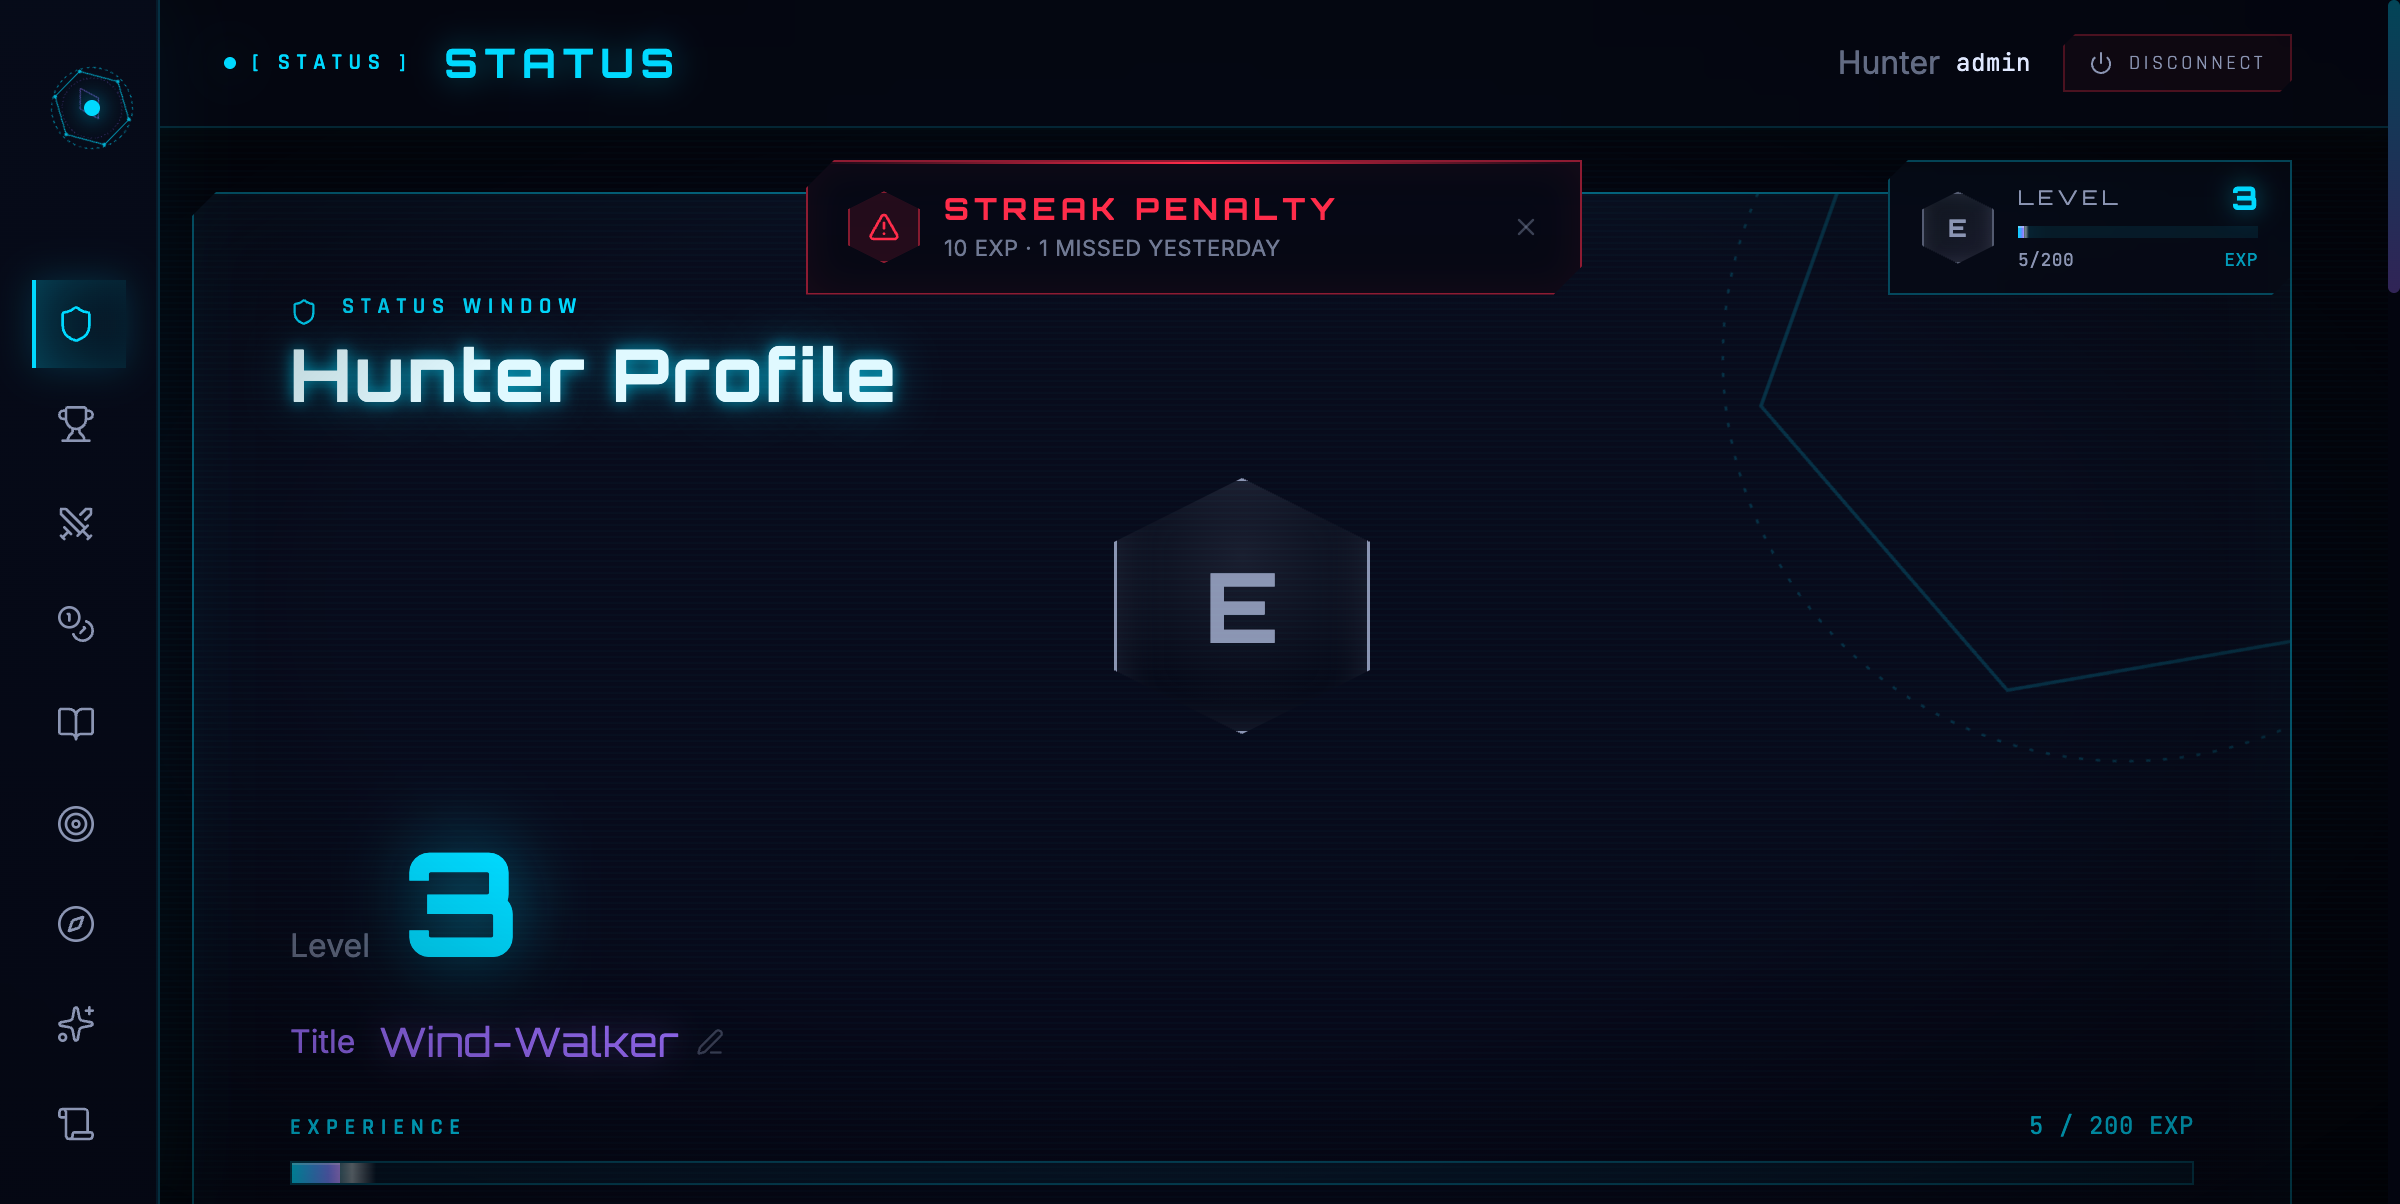 [ STATUS ] STATUS
Hunter admin
DISCONNECT
STREAK PENALTY
10 EXP · 1 MISSED YESTERDAY
E
LEVEL 3
5/200 EXP
STATUS WINDOW
Hunter Profile
E
Level 3
Title Wind-Walker
EXPERIENCE
5 / 200 EXP